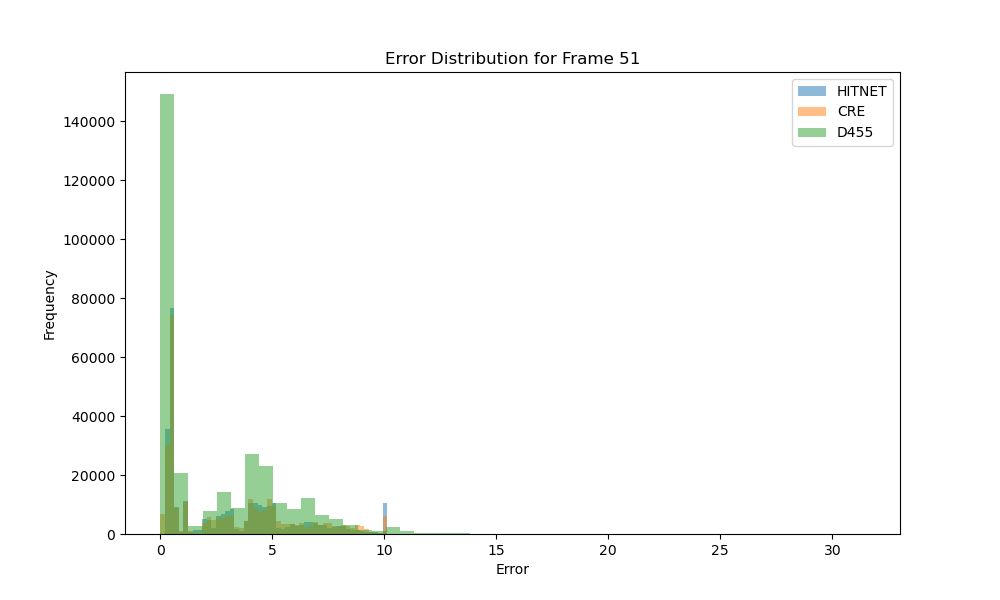 Error Distribution for Frame 51
HITNET
CRE
D455
140000
120000
100000
80000
60000
40000
20000
0
Frequency
0 5 10 15 20 25 30
Error